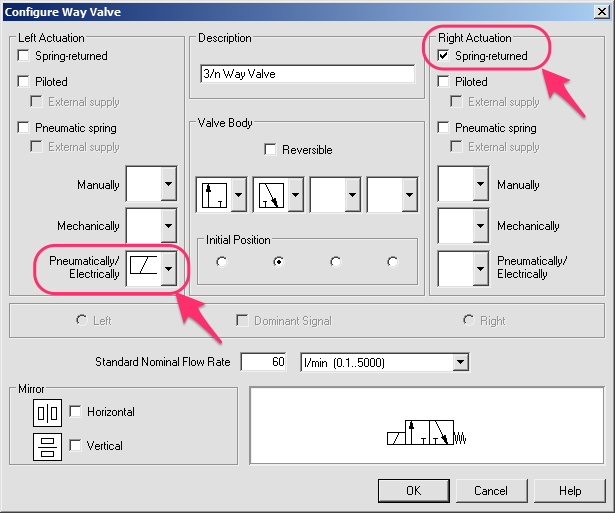 Configure Way Valve
Left Actuation
Spring-returned
Piloted
External supply
Pneumatic spring
External supply
Manually
Mechanically
Pneumatically/
Electrically
Description
3/n Way Valve
Valve Body
Reversible
Initial Position
Right Actuation
Spring-returned
Piloted
External supply
Pneumatic spring
External supply
Manually
Mechanically
Pneumatically/
Electrically
Left
Dominant Signal
Right
Standard Nominal Flow Rate 60 l/min (0.1..5000)
Mirror
Horizontal
Vertical
OK
Cancel
Help